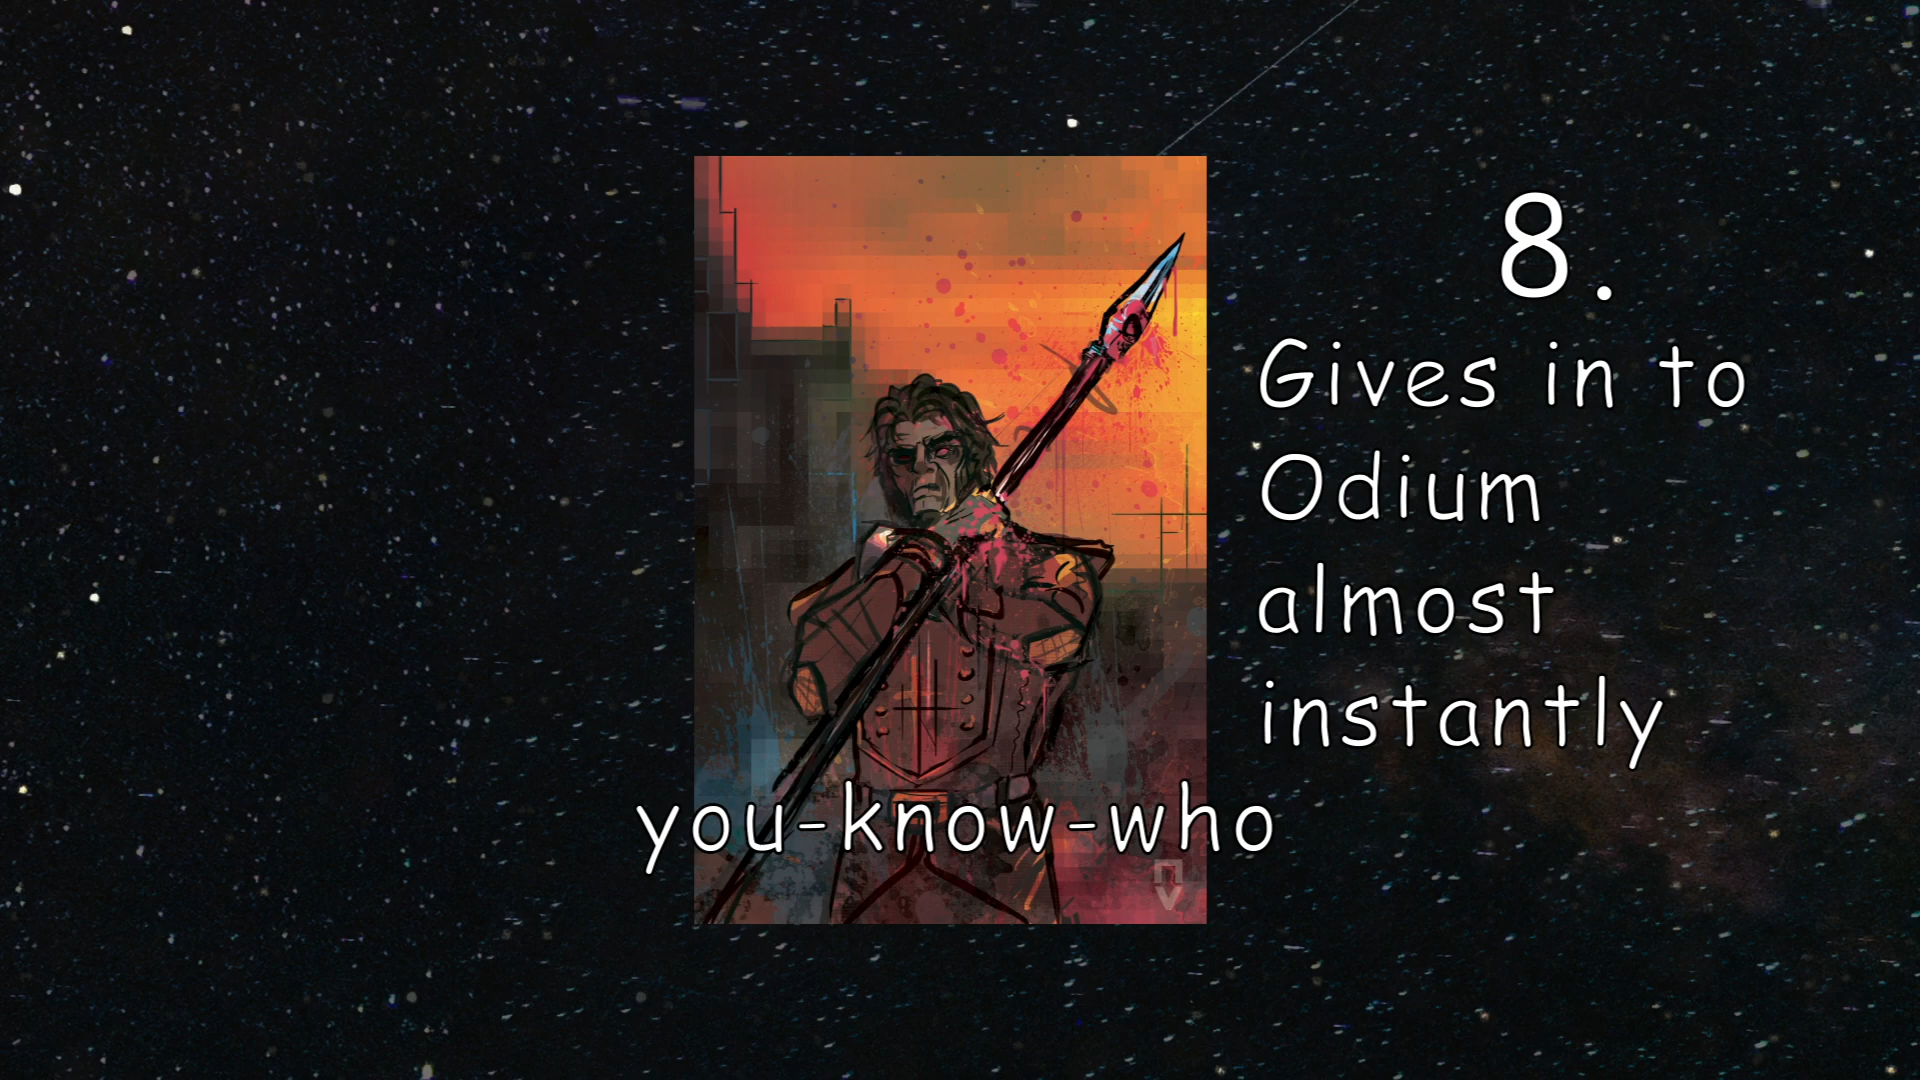 8.
Gives in to
Odium
almost
instantly
you-know-who